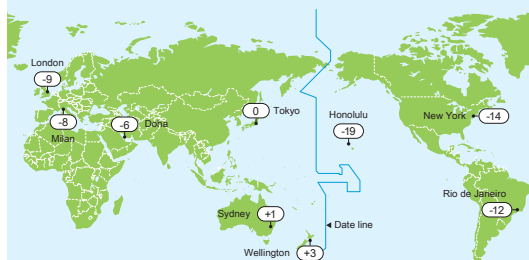 London
-9
-8
Milan
-6
Doha
0
Tokyo
Honolulu
-19
New York
-14
Rio de Janeiro
-12
Sydney
+1
Date line
Wellington
+3